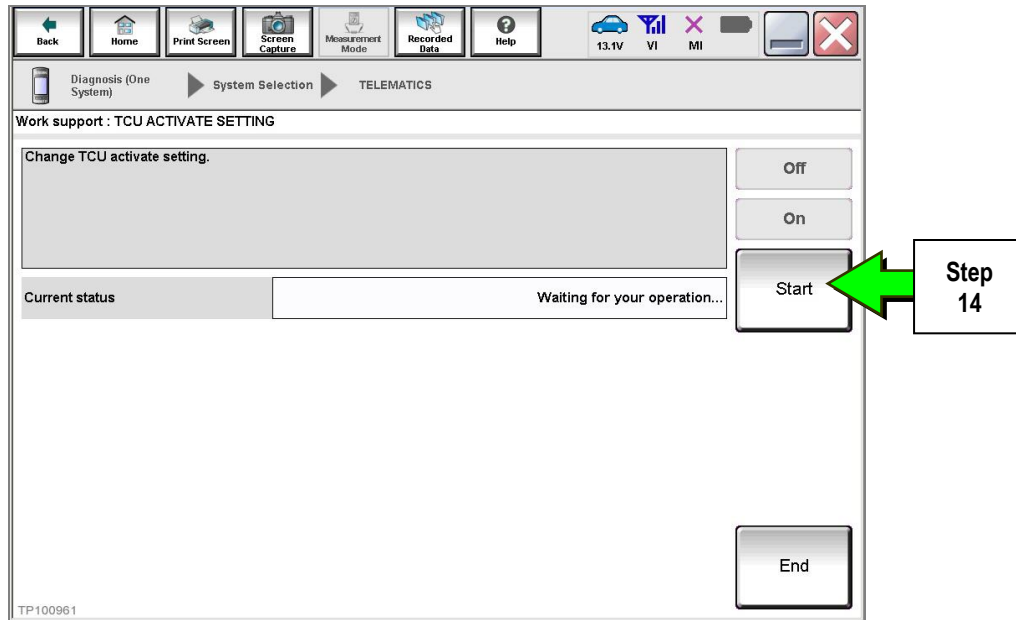 Back
Home
Print Screen
Screen
Capture
Measurement
Mode
Recorded
Data
Help
13.1V
VI
MI
Diagnosis (One
System)
System Selection
TELEMATICS
Work support : TCU ACTIVATE SETTING
Change TCU activate setting.
Off
On
Start
Step
14
Current status
Waiting for your operation...
End
TP100961